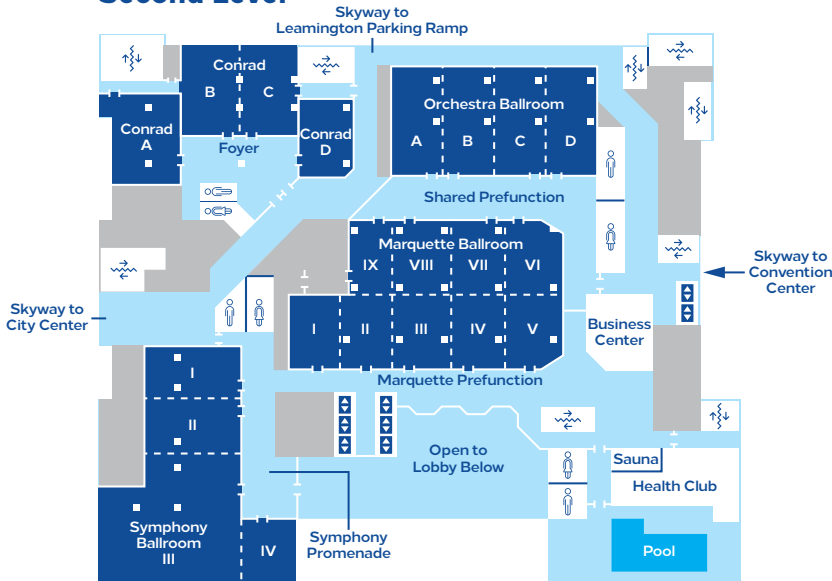 Second Level
Skyway to
Leamington Parking Ramp
Conrad
B
C
Conrad
A
Foyer
Conrad
D
Orchestra Ballroom
A
B
C
D
Shared Prefunction
Marquette Ballroom
IX
VIII
VII
VI
I
II
III
IV
V
Marquette Prefunction
Skyway to
Convention
Center
Skyway to
City Center
Business
Center
I
II
Symphony
Ballroom
III
IV
Symphony
Promenade
Open to
Lobby Below
Sauna
Health Club
Pool